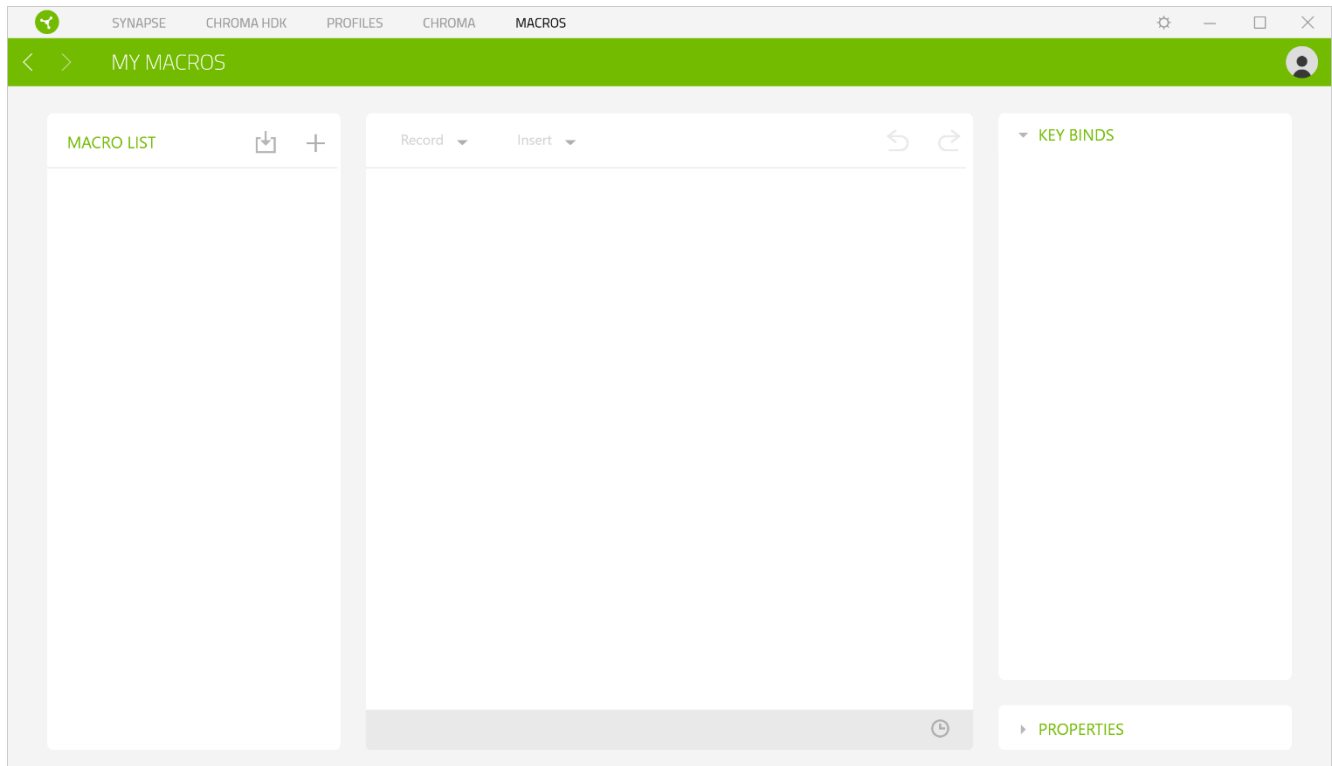 SYNAPSE CHROMA HDK PROFILES CHROMA MACROS
MY MACROS
MACRO LIST
Record Insert
KEY BINDS
PROPERTIES